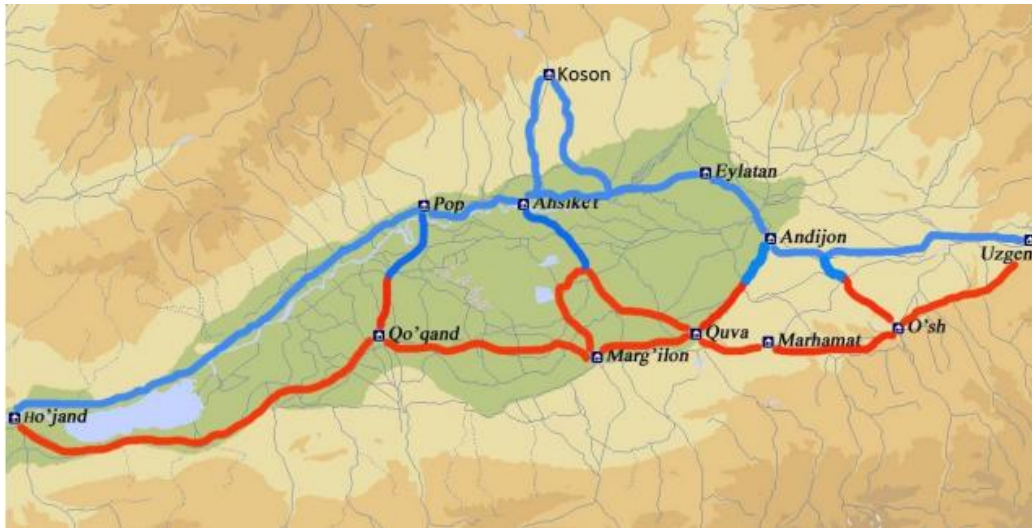 Koson
Eylatan
Pop
Ahsiket
Andijon
Uzgen
Qo'qand
Quva
O'sh
Marg'ilon
Marhamat
Ho'jand